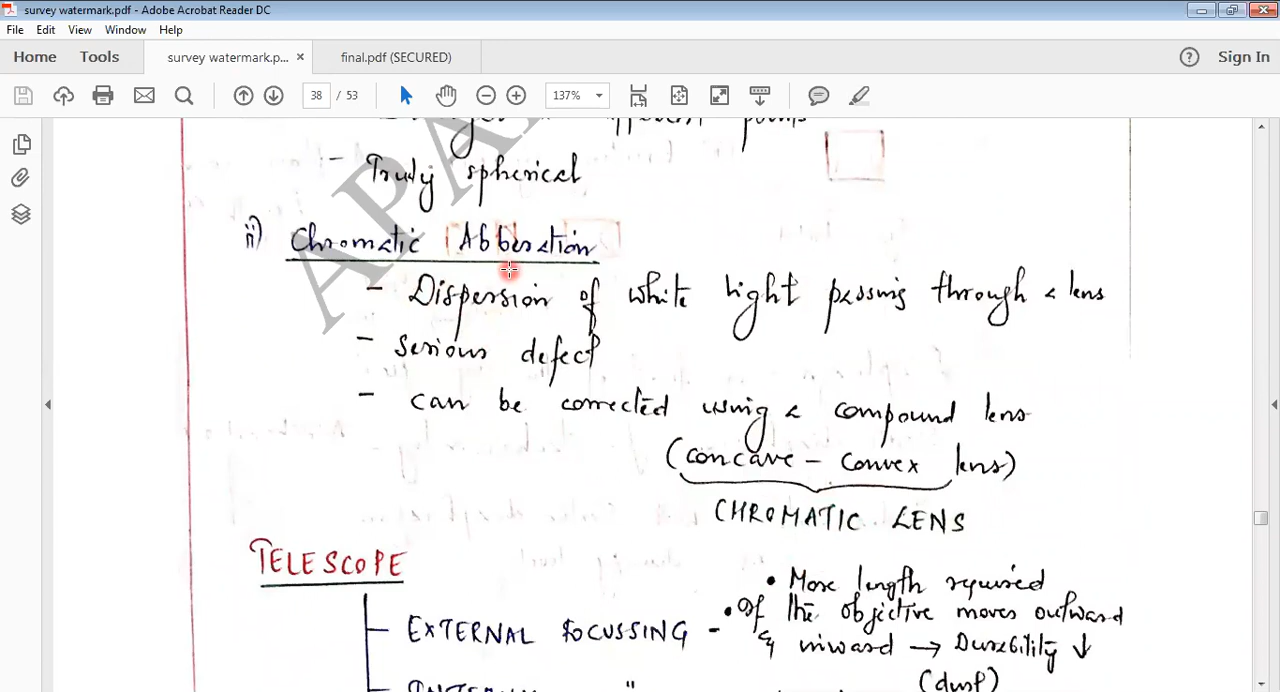 survey watermark.pdf - Adobe Acrobat Reader DC
File Edit View Window Help
Home Tools survey watermark.p... × final.pdf (SECURED) Sign In
38 / 53 137%
APA
- Truly spherical
ii) Chromatic Abberation
- Dispersion of white light passing through a lens
- serious defect
- can be corrected using a compound lens
(concave - convex lens)
CHROMATIC LENS
TELESCOPE
• More length required
EXTERNAL FOCUSSING - • If the objective moves outward
inward → Durability ↓
(dust)